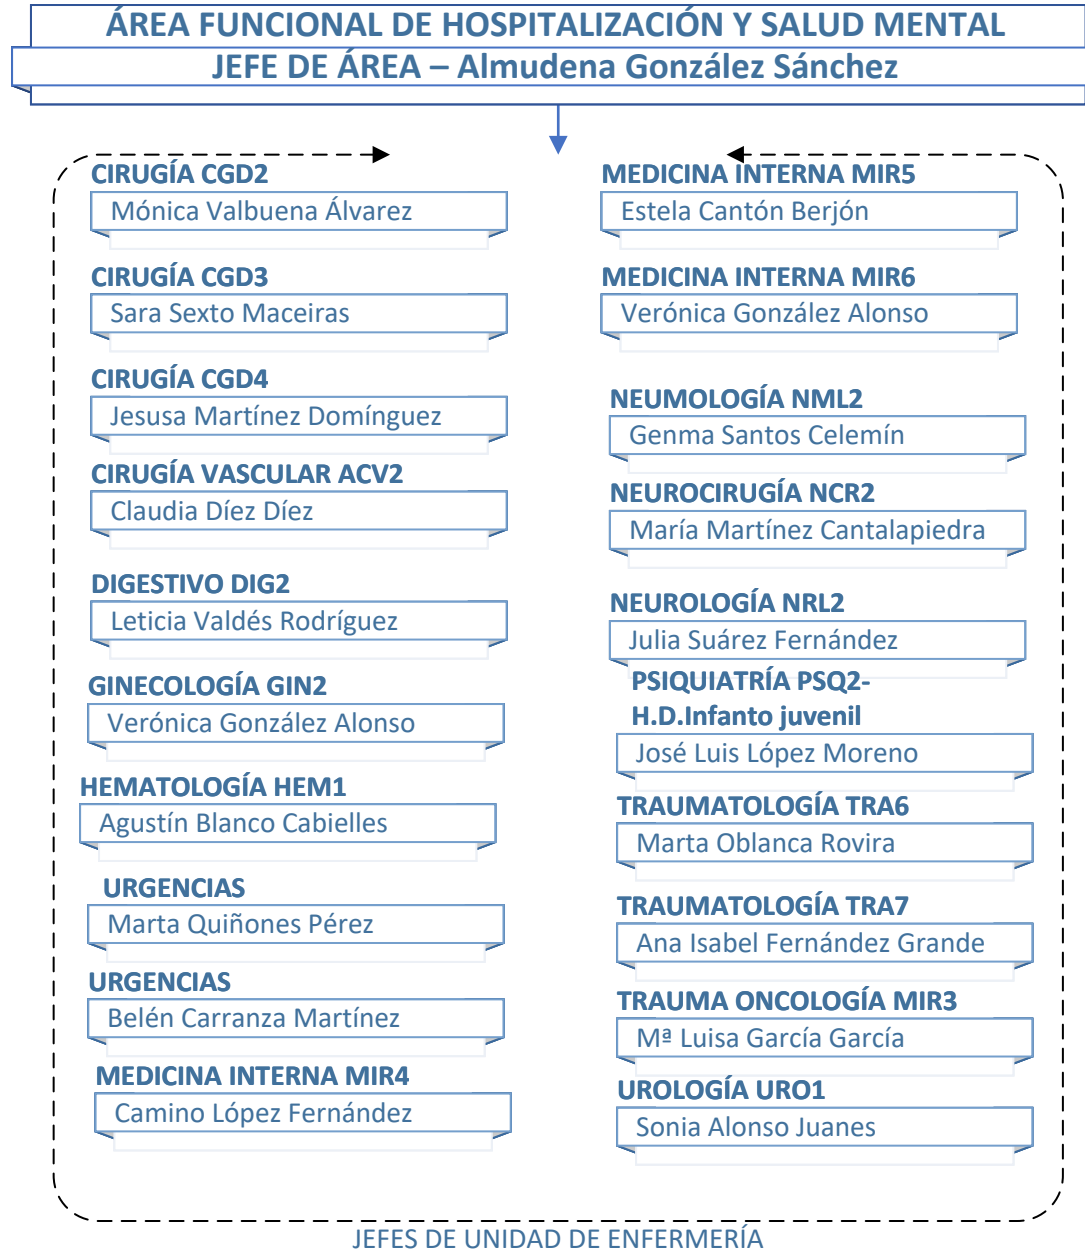 ÁREA FUNCIONAL DE HOSPITALIZACIÓN Y SALUD MENTAL
JEFE DE ÁREA – Almudena González Sánchez
CIRUGÍA CGD2
Mónica Valbuena Álvarez
CIRUGÍA CGD3
Sara Sexto Maceiras
CIRUGÍA CGD4
Jesusa Martínez Domínguez
CIRUGÍA VASCULAR ACV2
Claudia Díez Díez
DIGESTIVO DIG2
Leticia Valdés Rodríguez
GINECOLOGÍA GIN2
Verónica González Alonso
HEMATOLOGÍA HEM1
Agustín Blanco Cabielles
URGENCIAS
Marta Quiñones Pérez
URGENCIAS
Belén Carranza Martínez
MEDICINA INTERNA MIR4
Camino López Fernández
MEDICINA INTERNA MIR5
Estela Cantón Berjón
MEDICINA INTERNA MIR6
Verónica González Alonso
NEUMOLOGÍA NML2
Genma Santos Celemín
NEUROCIRUGÍA NCR2
María Martínez Cantalapiedra
NEUROLOGÍA NRL2
Julia Suárez Fernández
PSIQUIATRÍA PSQ2-
H.D.Infanto juvenil
José Luis López Moreno
TRAUMATOLOGÍA TRA6
Marta Oblanca Rovira
TRAUMATOLOGÍA TRA7
Ana Isabel Fernández Grande
TRAUMA ONCOLOGÍA MIR3
Mª Luisa García García
UROLOGÍA URO1
Sonia Alonso Juanes
JEFES DE UNIDAD DE ENFERMERÍA